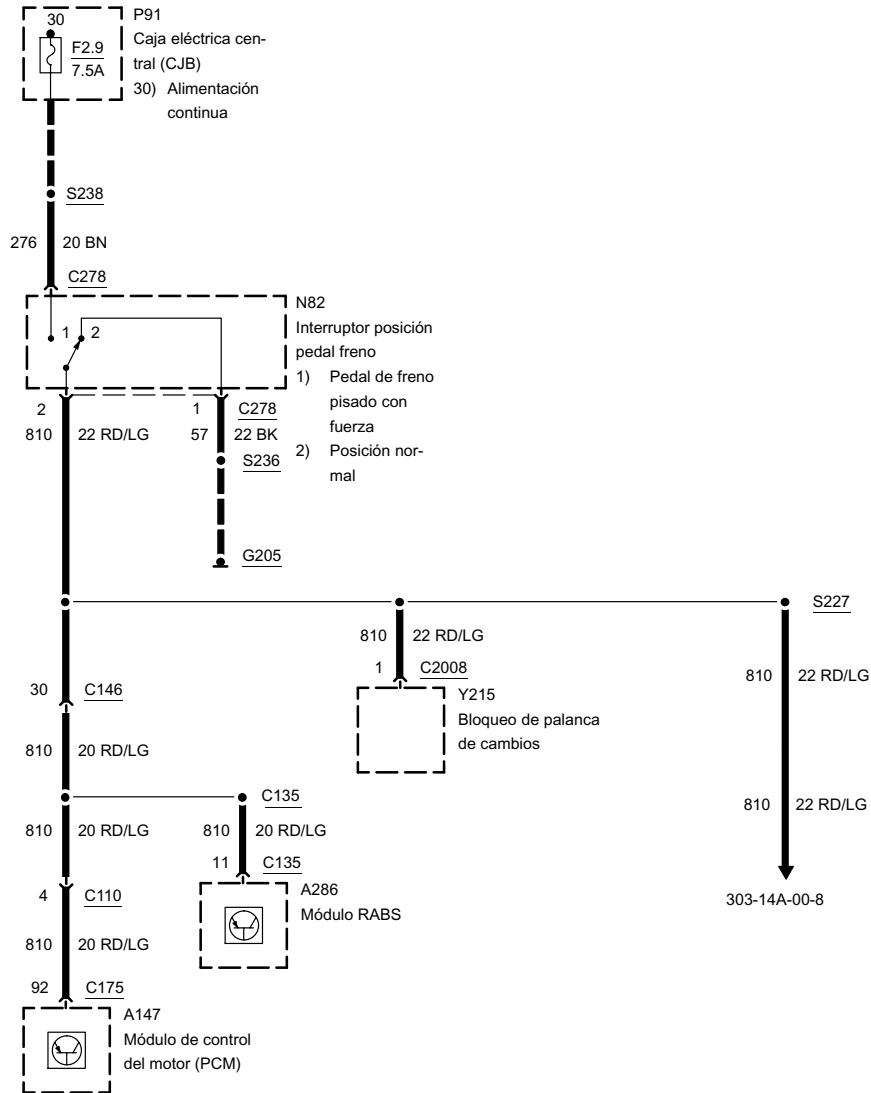 30
P91
Caja eléctrica cen-
tral (CJB)
30) Alimentación
continua
F2.9
7.5A
S238
276
20 BN
C278
N82
Interruptor posición
pedal freno
1) Pedal de freno
pisado con
fuerza
2) Posición nor-
mal
1
2
2
1
C278
810
22 RD/LG
57
22 BK
S236
G205
S227
810
22 RD/LG
1
C2008
Y215
Bloqueo de palanca
de cambios
810
22 RD/LG
30
C146
810
20 RD/LG
C135
810
22 RD/LG
810
20 RD/LG
810
20 RD/LG
11
C135
A286
Módulo RABS
303-14A-00-8
4
C110
810
20 RD/LG
92
C175
A147
Módulo de control
del motor (PCM)